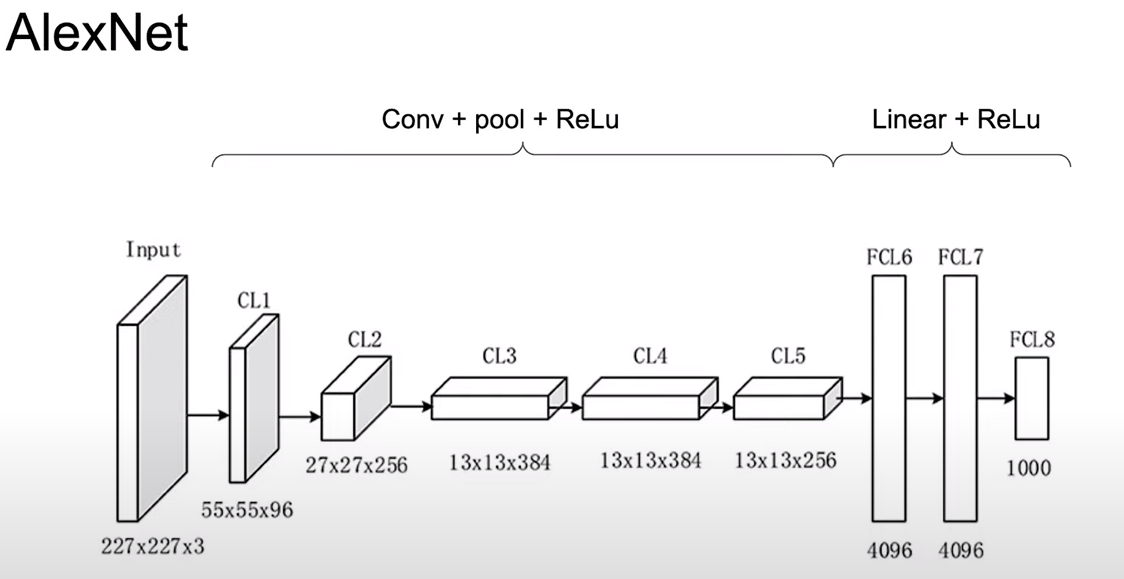 AlexNet
Conv + pool + ReLu
Linear + ReLu
Input
CL1
CL2
CL3
CL4
CL5
FCL6
FCL7
FCL8
227x227x3
55x55x96
27x27x256
13x13x384
13x13x384
13x13x256
4096
4096
1000